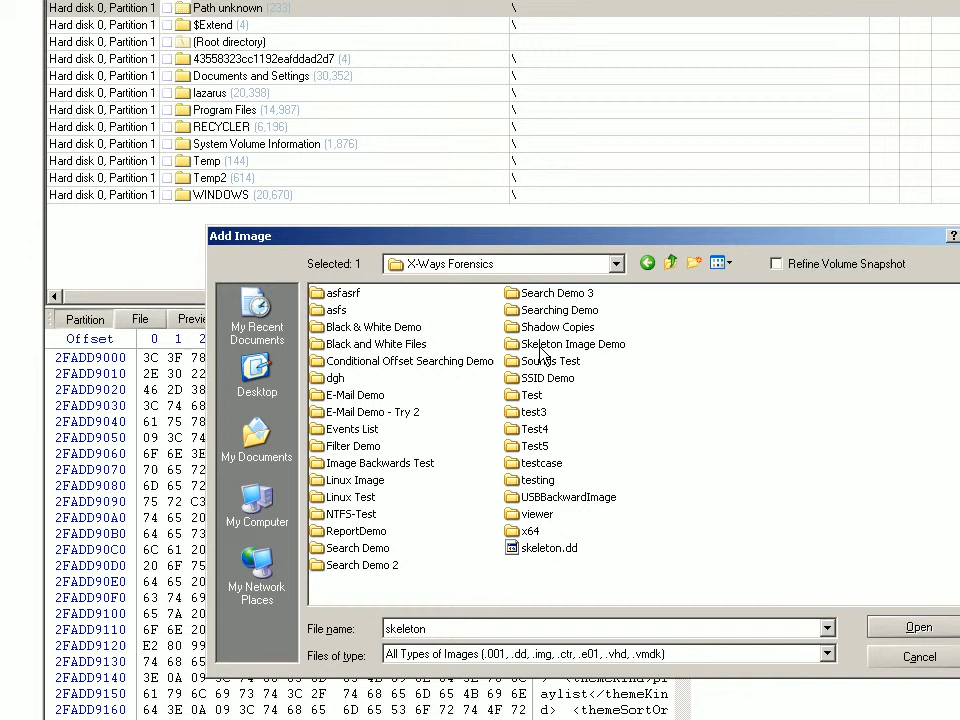 Hard disk 0, Partition 1 Path unknown (233) \
Hard disk 0, Partition 1 $Extend (4) \
Hard disk 0, Partition 1 (Root directory)
Hard disk 0, Partition 1 43558323cc1192eafddad2d7 (4) \
Hard disk 0, Partition 1 Documents and Settings (30,352) \
Hard disk 0, Partition 1 lazarus (20,398) \
Hard disk 0, Partition 1 Program Files (14,987) \
Hard disk 0, Partition 1 RECYCLER (6,196) \
Hard disk 0, Partition 1 System Volume Information (1,876) \
Hard disk 0, Partition 1 Temp (144) \
Hard disk 0, Partition 1 Temp2 (614) \
Hard disk 0, Partition 1 WINDOWS (20,670) \
Add Image ?
Selected: 1 X-Ways Forensics Refine Volume Snapshot
My Recent Documents
Desktop
My Documents
My Computer
My Network Places
asfasrf
asfs
Black & White Demo
Black and White Files
Conditional Offset Searching Demo
dgh
E-Mail Demo
E-Mail Demo - Try 2
Events List
Filter Demo
Image Backwards Test
Linux Image
Linux Test
NTFS-Test
ReportDemo
Search Demo
Search Demo 2
Search Demo 3
Searching Demo
Shadow Copies
Skeleton Image Demo
Sounds Test
SSID Demo
Test
test3
Test4
Test5
testcase
testing
USBBackwardImage
viewer
x64
skeleton.dd
File name: skeleton Open
Files of type: All Types of Images (.001, .dd, .img, .ctr, .e01, .vhd, .vmdk) Cancel
Partition File
Offset 0 1 2
2FADD9000 3C 3F 78
2FADD9010 2E 30 22
2FADD9020 46 2D 38
2FADD9030 3C 74 68
2FADD9040 61 75 78
2FADD9050 09 3C 74
2FADD9060 6F 6E 3E
2FADD9070 70 65 72
2FADD9080 6D 65 72
2FADD9090 75 72 C3
2FADD90A0 74 65 20
2FADD90B0 64 65 73
2FADD90C0 6C 61 20
2FADD90D0 20 6F 75
2FADD90E0 64 65 20
2FADD90F0 63 74 69
2FADD9100 65 7A 20
2FADD9110 6F 6E 20
2FADD9120 E2 80 99
2FADD9130 74 68 65
2FADD9140 3E 0A 09
2FADD9150 61 79 6C 69 73 74 3C 2F 74 68 65 6D 65 4B 69 6E aylist</themeKin
2FADD9160 64 3E 0A 09 3C 74 68 65 6D 65 53 6F 72 74 4F 72 d> <themeSortOr